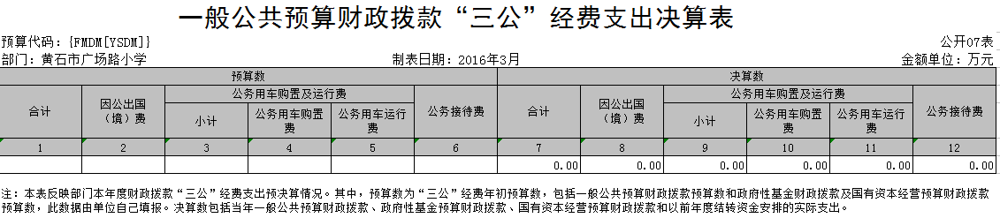 一般公共预算财政拨款“三公”经费支出决算表
预算代码：{FMDM[YSDM]}
公开07表
部门：黄石市广场路小学 制表日期：2016年3月 金额单位：万元
预算数 决算数
合计 因公出国（境）费 公务用车购置及运行费 公务接待费 合计 因公出国（境）费 公务用车购置及运行费 公务接待费
小计 公务用车购置费 公务用车运行费 小计 公务用车购置费 公务用车运行费
1 2 3 4 5 6 7 8 9 10 11 12
0.00 0.00 0.00 0.00 0.00 0.00
注：本表反映部门本年度财政拨款“三公”经费支出预决算情况。其中，预算数为“三公”经费年初预算数，包括一般公共预算财政拨款预算数和政府性基金财政拨款及国有资本经营预算财政拨款
预算数，此数据由单位自己填报。决算数包括当年一般公共预算财政拨款、政府性基金预算财政拨款、国有资本经营预算财政拨款和以前年度结转资金安排的实际支出。